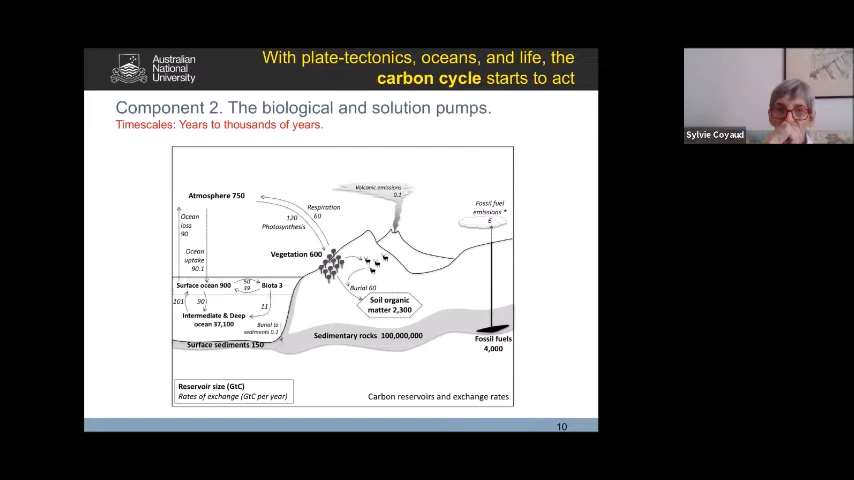 Australian
National
University
With plate-tectonics, oceans, and life, the
carbon cycle starts to act
Component 2. The biological and solution pumps.
Timescales: Years to thousands of years.
Atmosphere 750
Ocean
loss
90
Ocean
uptake
90.1
Respiration
60
120
Photosynthesis
Volcanic emissions
0.1
Fossil fuel
emissions *
6
Vegetation 600
Surface ocean 900
50
39
Biota 3
101
90
11
Intermediate & Deep
ocean 37,100
Burial to
sediments 0.1
Surface sediments 150
Burial 60
Soil organic
matter 2,300
Sedimentary rocks 100,000,000
Fossil fuels
4,000
Reservoir size (GtC)
Rates of exchange (GtC per year)
Carbon reservoirs and exchange rates
10
Sylvie Coyaud